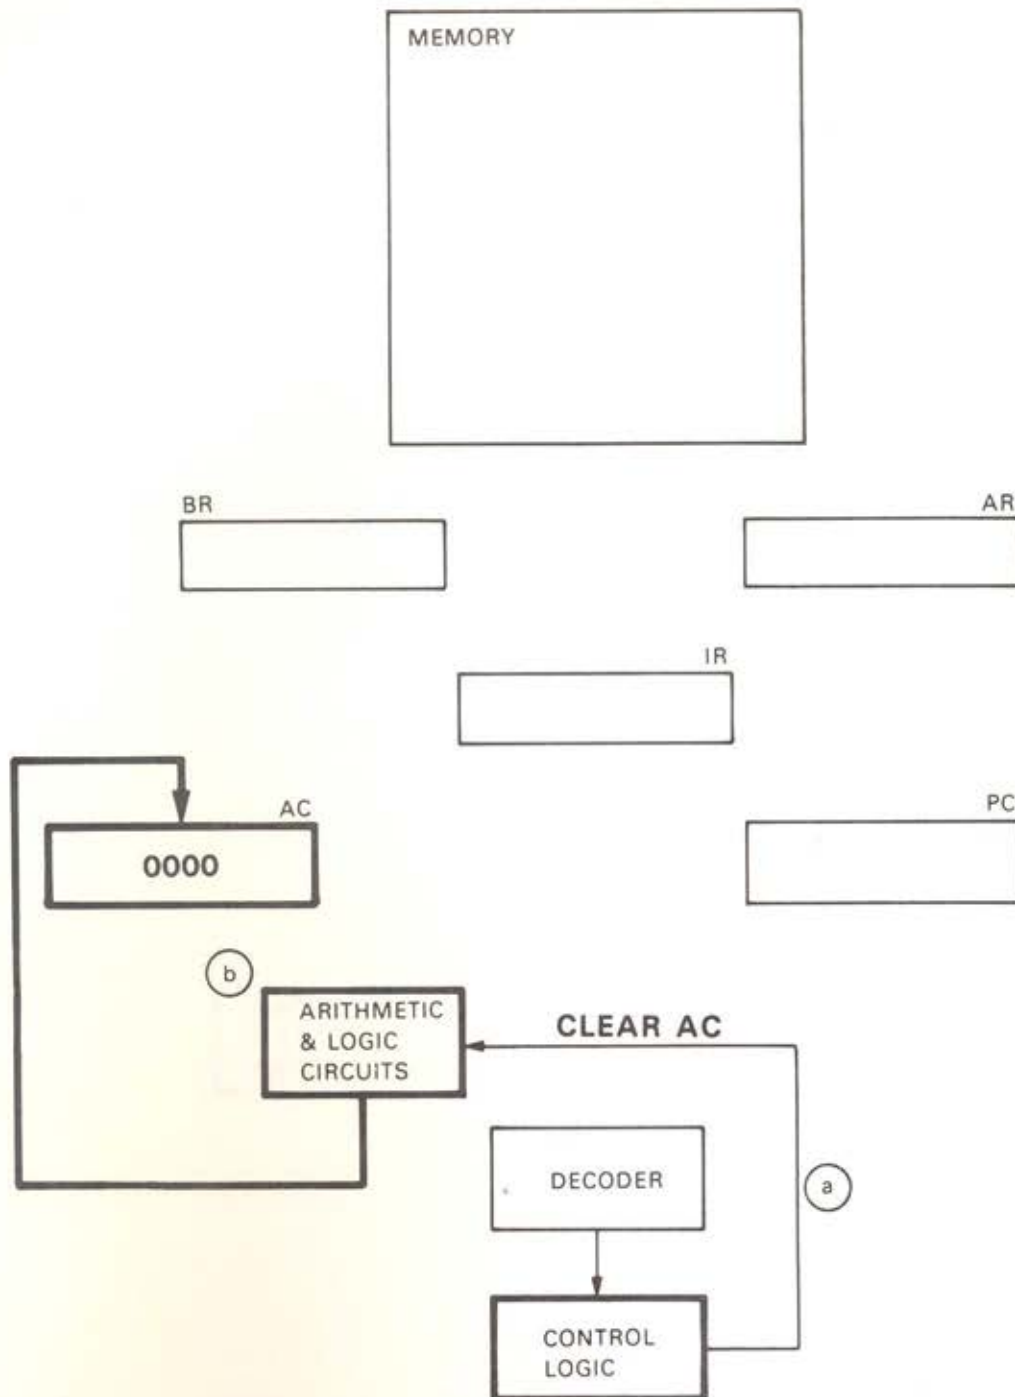 MEMORY
BR
AR
IR
AC
PC
0000
b
ARITHMETIC
& LOGIC
CIRCUITS
CLEAR AC
DECODER
a
CONTROL
LOGIC